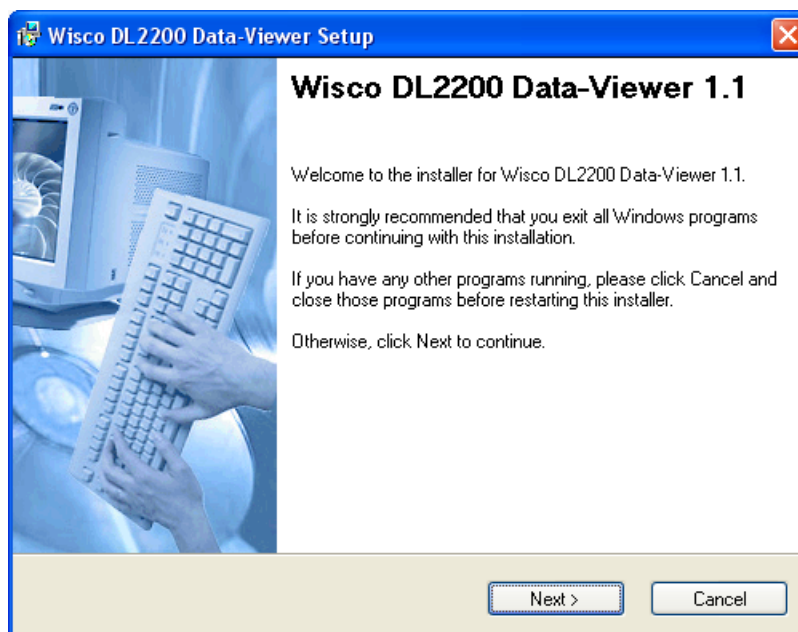 Wisco DL2200 Data-Viewer Setup
Wisco DL2200 Data-Viewer 1.1
Welcome to the installer for Wisco DL2200 Data-Viewer 1.1.
It is strongly recommended that you exit all Windows programs
before continuing with this installation.
If you have any other programs running, please click Cancel and
close those programs before restarting this installer.
Otherwise, click Next to continue.
Next >
Cancel